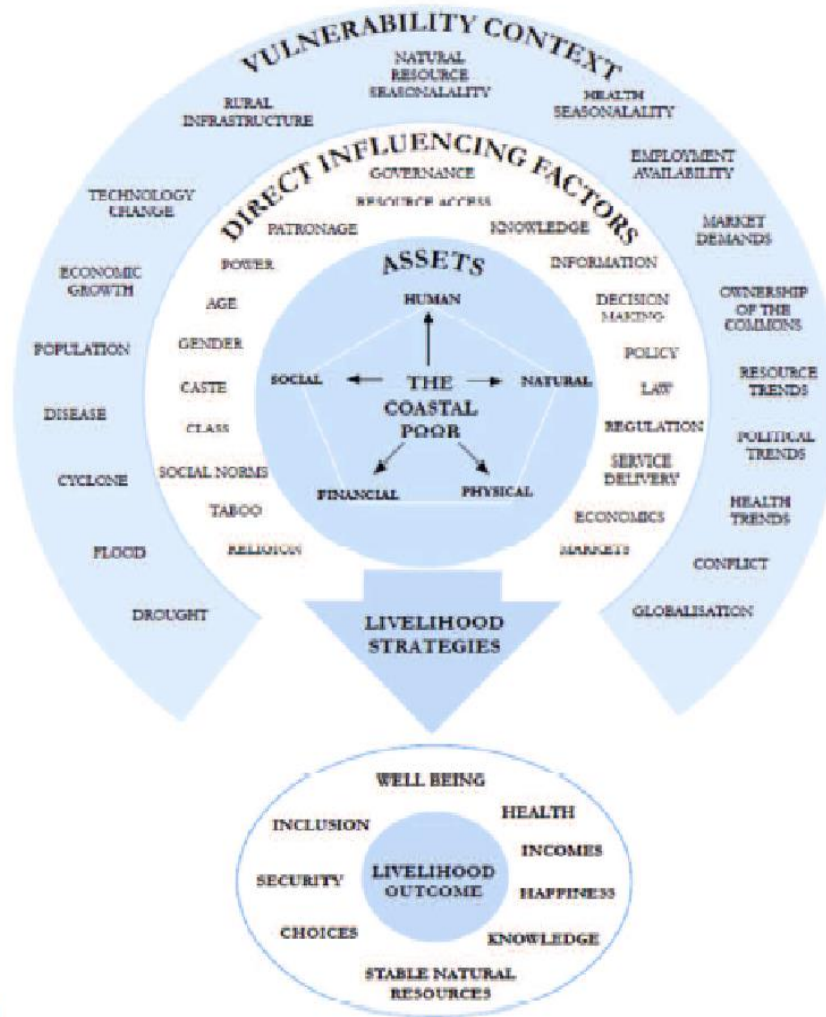 VULNERABILITY CONTEXT
NATURAL
RESOURCE
SEASONALALITY
RURAL
INFRASTRUCTURE
HEALTH
SEASONALALITY
TECHNOLOGY
CHANGE
EMPLOYMENT
AVAILABILITY
ECONOMIC
GROWTH
MARKET
DEMANDS
POPULATION
OWNERSHIP
OF THE
COMMONS
DISEASE
RESOURCE
TRENDS
CYCLONE
POLITICAL
TRENDS
FLOOD
HEALTH
TRENDS
DROUGHT
CONFLICT
GLOBALISATION
DIRECT INFLUENCING FACTORS
GOVERNANCE
RESOURCE ACCESS
PATRONAGE
KNOWLEDGE
POWER
INFORMATION
AGE
DECISION
MAKING
GENDER
POLICY
CASTE
LAW
CLASS
REGULATION
SOCIAL NORMS
SERVICE
DELIVERY
TABOO
ECONOMICS
RELIGION
MARKETS
ASSETS
HUMAN
SOCIAL
NATURAL
THE
COASTAL
POOR
FINANCIAL
PHYSICAL
LIVELIHOOD
STRATEGIES
WELL BEING
HEALTH
INCLUSION
INCOMES
SECURITY
LIVELIHOOD
OUTCOME
HAPPINESS
CHOICES
KNOWLEDGE
STABLE NATURAL
RESOURCES